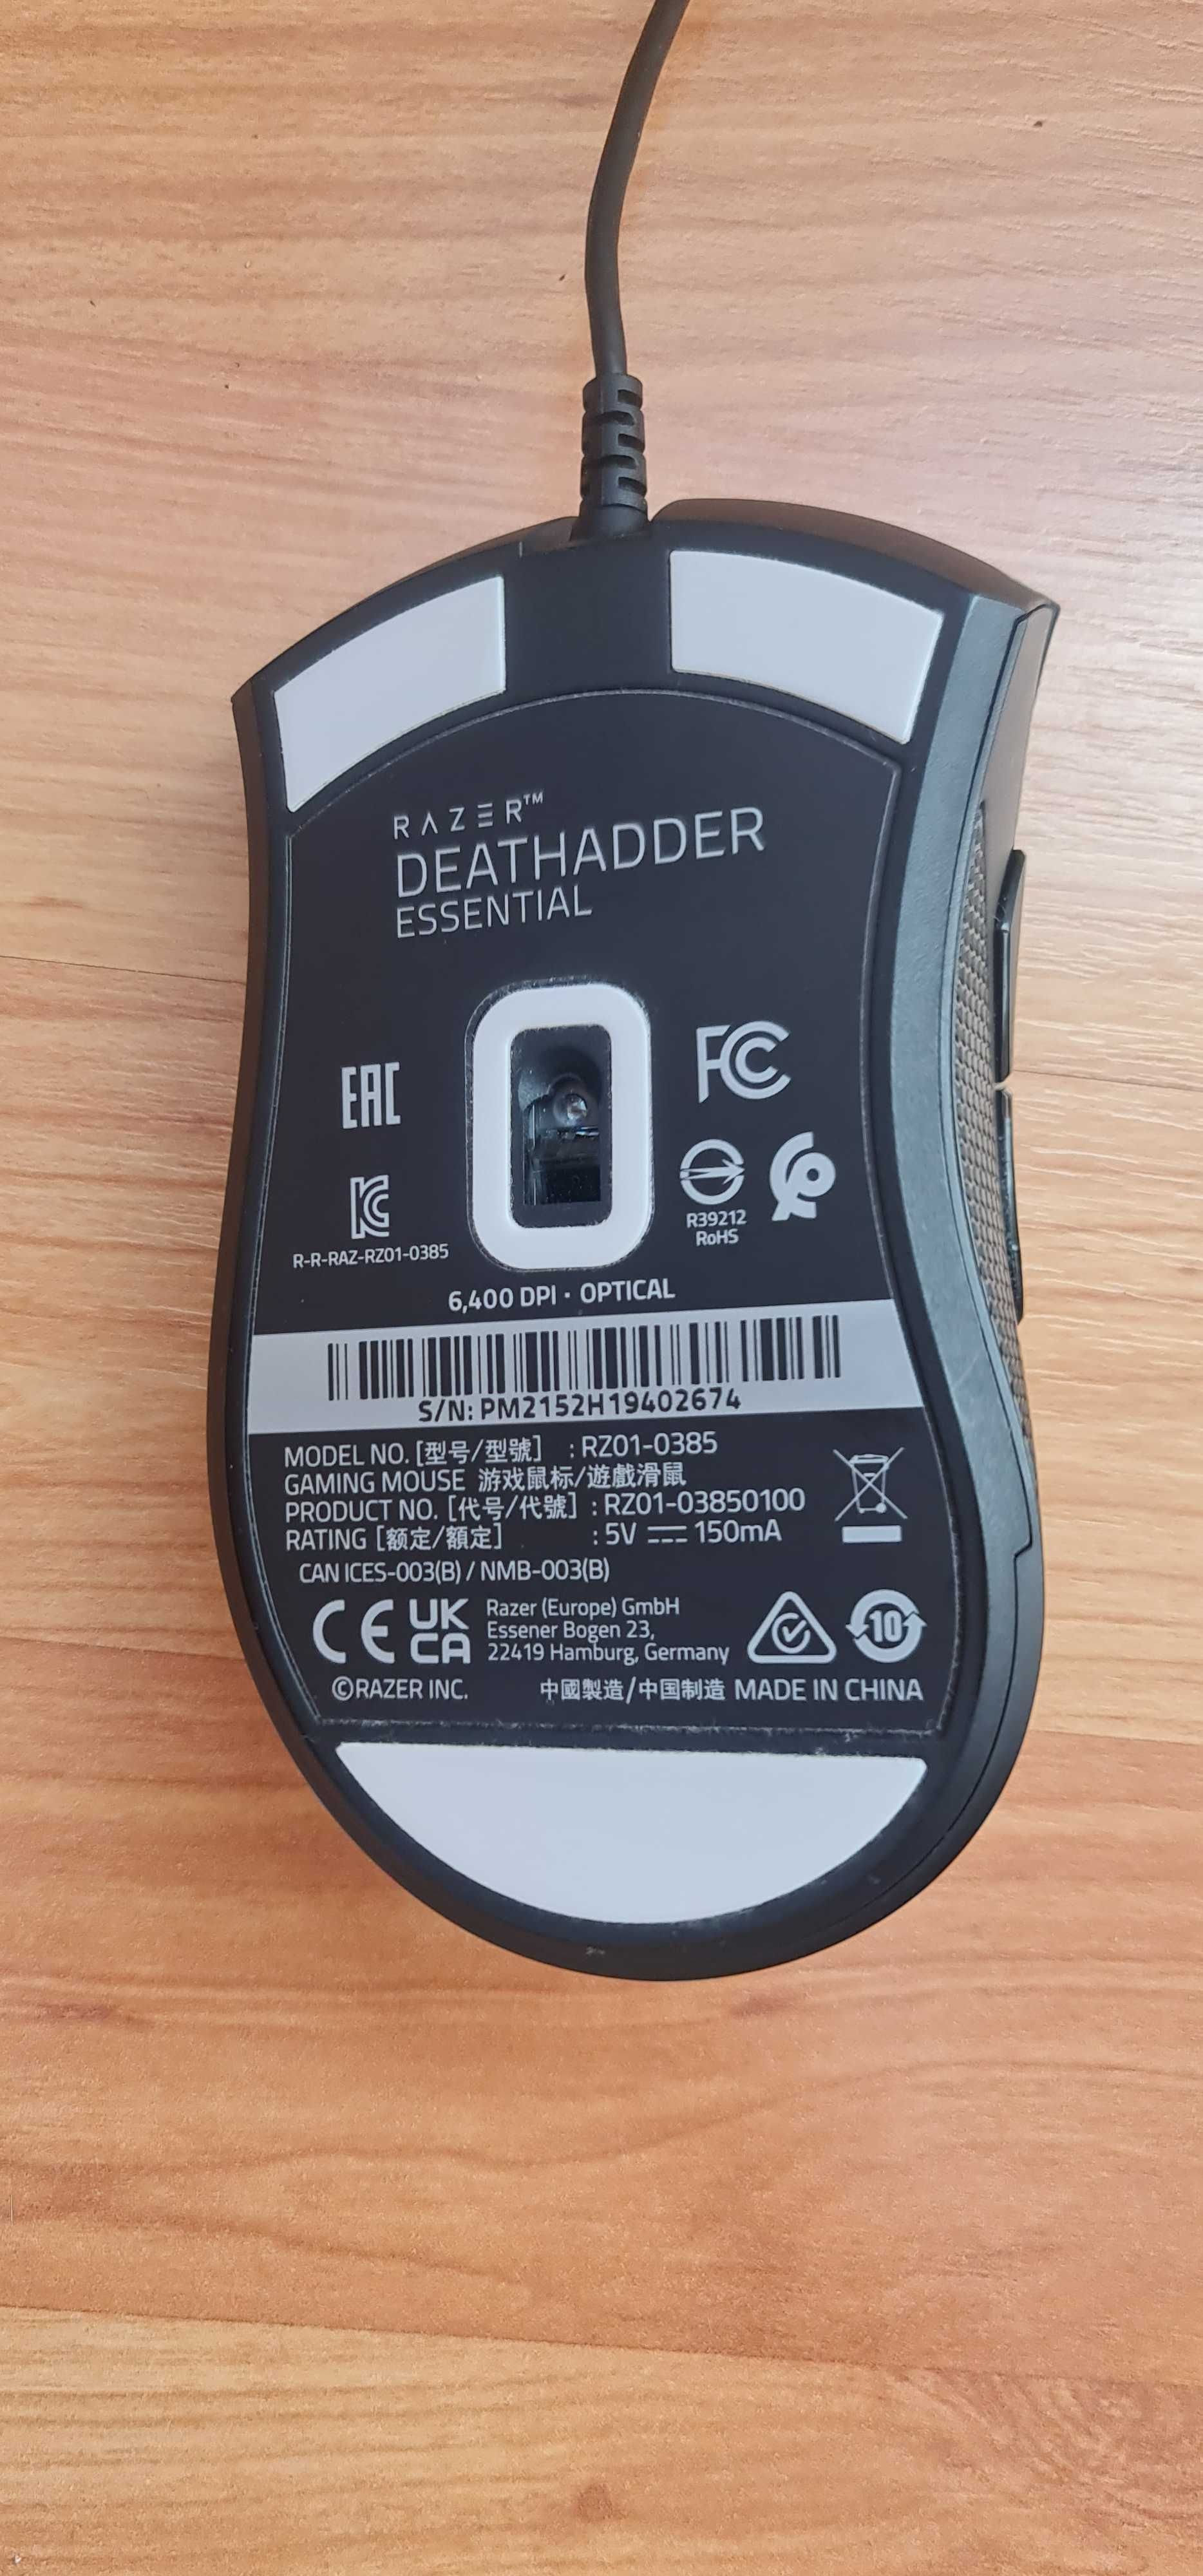 RAZER™
DEATHADDER
ESSENTIAL
EAC
FC
R-R-RAZ-RZ01-0385
R39212
RoHS
6,400 DPI · OPTICAL
S/N: PM2152H19402674
MODEL NO. [型号/型號] : RZ01-0385
GAMING MOUSE 游戏鼠标/遊戲滑鼠
PRODUCT NO. [代号/代號] : RZ01-03850100
RATING [额定/額定] : 5V ⎓ 150mA
CAN ICES-003(B) / NMB-003(B)
CE UK CA
Razer (Europe) GmbH
Essener Bogen 23,
22419 Hamburg, Germany
10
©RAZER INC. 中國製造/中国制造 MADE IN CHINA